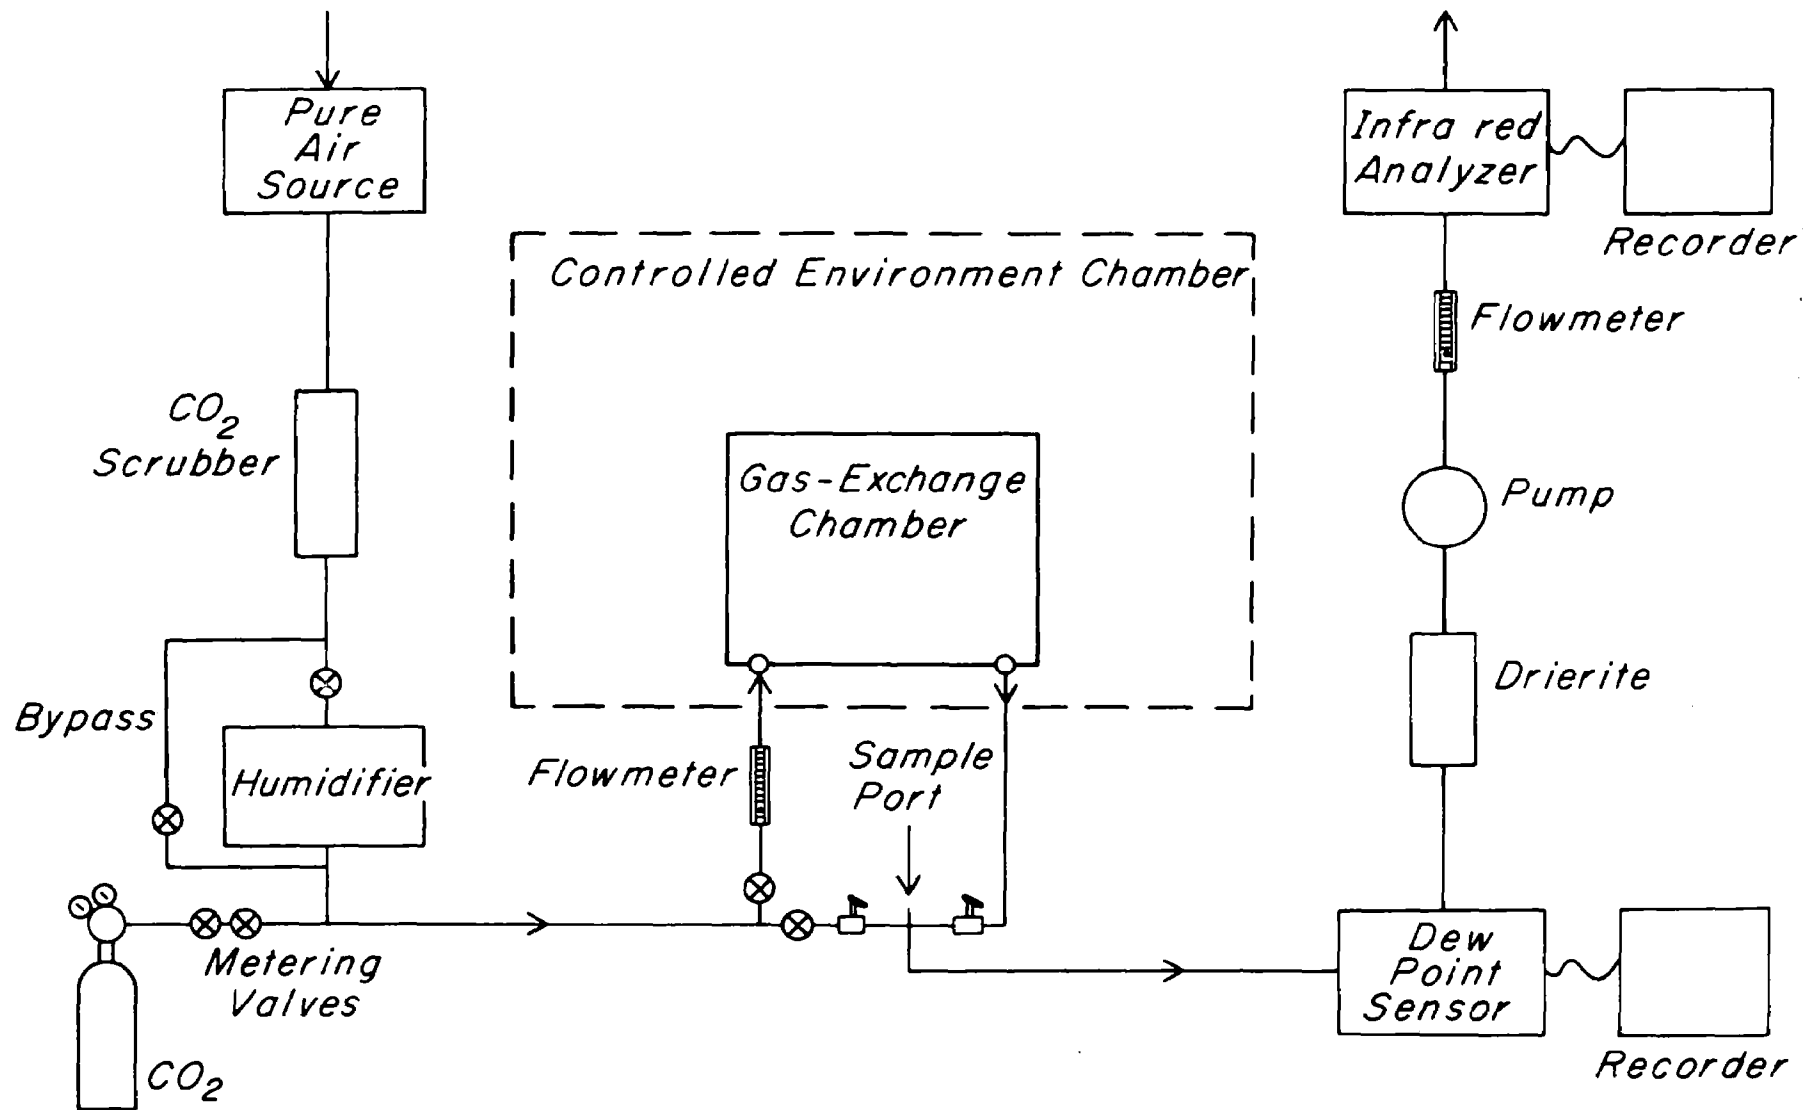 Pure
Air
Source
CO2
Scrubber
Bypass
Humidifier
Metering
Valves
CO2
Controlled Environment Chamber
Gas-Exchange
Chamber
Flowmeter
Sample
Port
Infra red
Analyzer
Recorder
Flowmeter
Pump
Drierite
Dew
Point
Sensor
Recorder